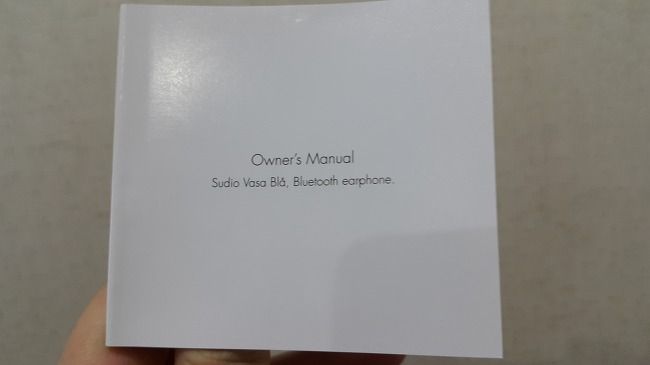 Owner's Manual
Sudio Vasa Blå, Bluetooth earphone.